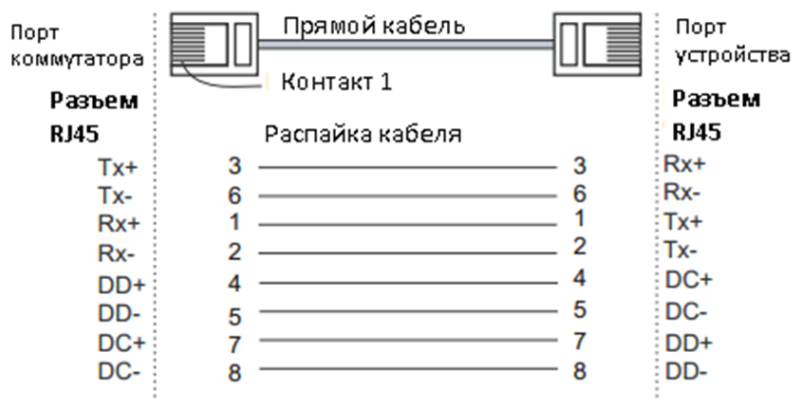 Порт коммутатора
Прямой кабель
Порт устройства
Контакт 1
Разъем RJ45
Распайка кабеля
Разъем RJ45
Tx+ 3 3 Rx+
Tx- 6 6 Rx-
Rx+ 1 1 Tx+
Rx- 2 2 Tx-
DD+ 4 4 DC+
DD- 5 5 DC-
DC+ 7 7 DD+
DC- 8 8 DD-